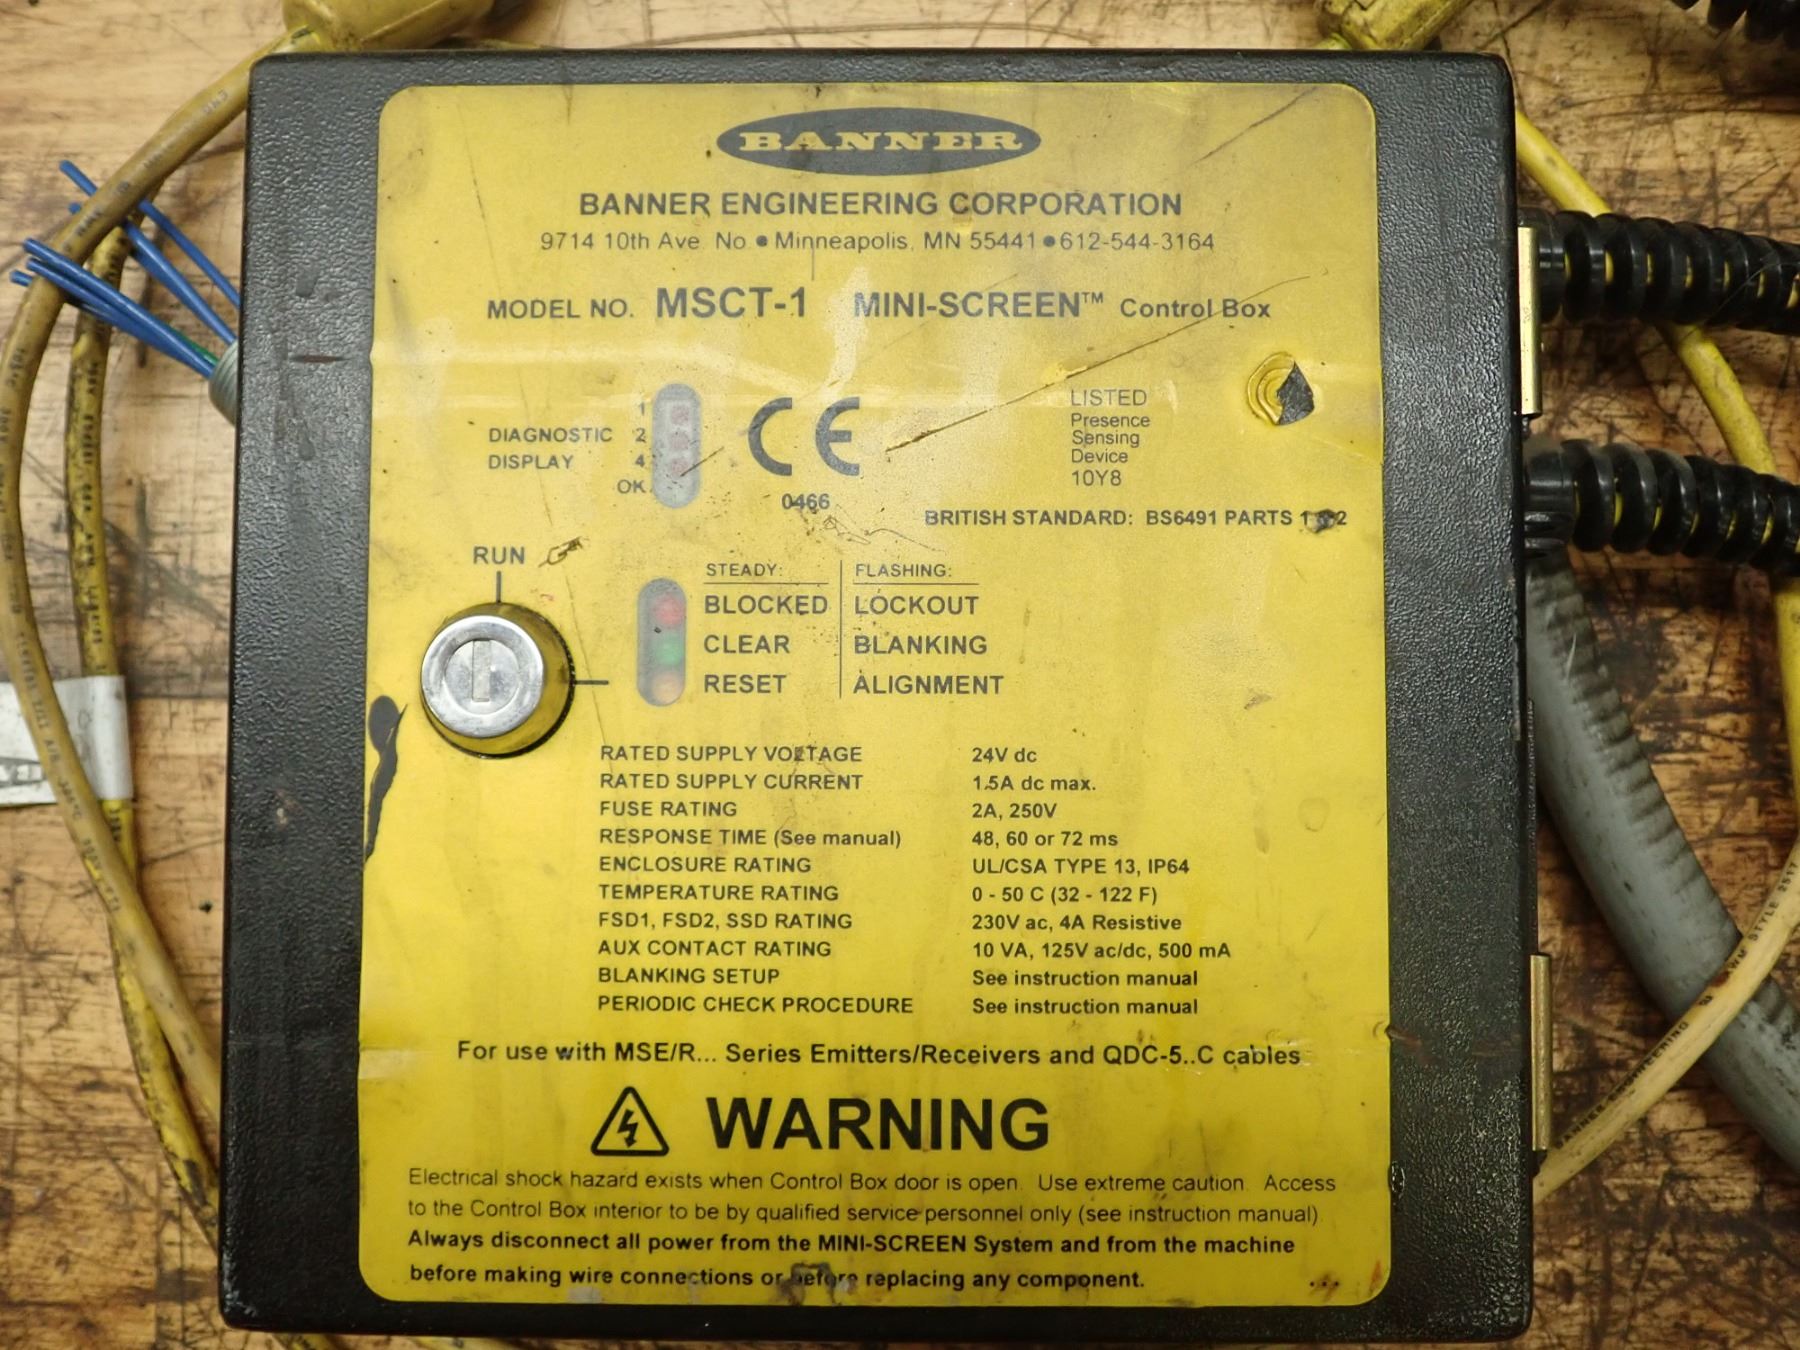 BANNER
BANNER ENGINEERING CORPORATION
9714 10th Ave. No. • Minneapolis, MN 55441 • 612-544-3164
MODEL NO. MSCT-1 MINI-SCREEN™ Control Box
DIAGNOSTIC DISPLAY
1
2
4
OK
CE
0466
LISTED
Presence
Sensing
Device
10Y8
BRITISH STANDARD: BS6491 PARTS 1 2
RUN
STEADY: FLASHING:
BLOCKED LOCKOUT
CLEAR BLANKING
RESET ALIGNMENT
RATED SUPPLY VOLTAGE 24V dc
RATED SUPPLY CURRENT 1.5A dc max.
FUSE RATING 2A, 250V
RESPONSE TIME (See manual) 48, 60 or 72 ms
ENCLOSURE RATING UL/CSA TYPE 13, IP64
TEMPERATURE RATING 0 - 50 C (32 - 122 F)
FSD1, FSD2, SSD RATING 230V ac, 4A Resistive
AUX CONTACT RATING 10 VA, 125V ac/dc, 500 mA
BLANKING SETUP See instruction manual
PERIODIC CHECK PROCEDURE See instruction manual
For use with MSE/R... Series Emitters/Receivers and QDC-5..C cables
WARNING
Electrical shock hazard exists when Control Box door is open. Use extreme caution. Access
to the Control Box interior to be by qualified service personnel only (see instruction manual).
Always disconnect all power from the MINI-SCREEN System and from the machine
before making wire connections or before replacing any component.